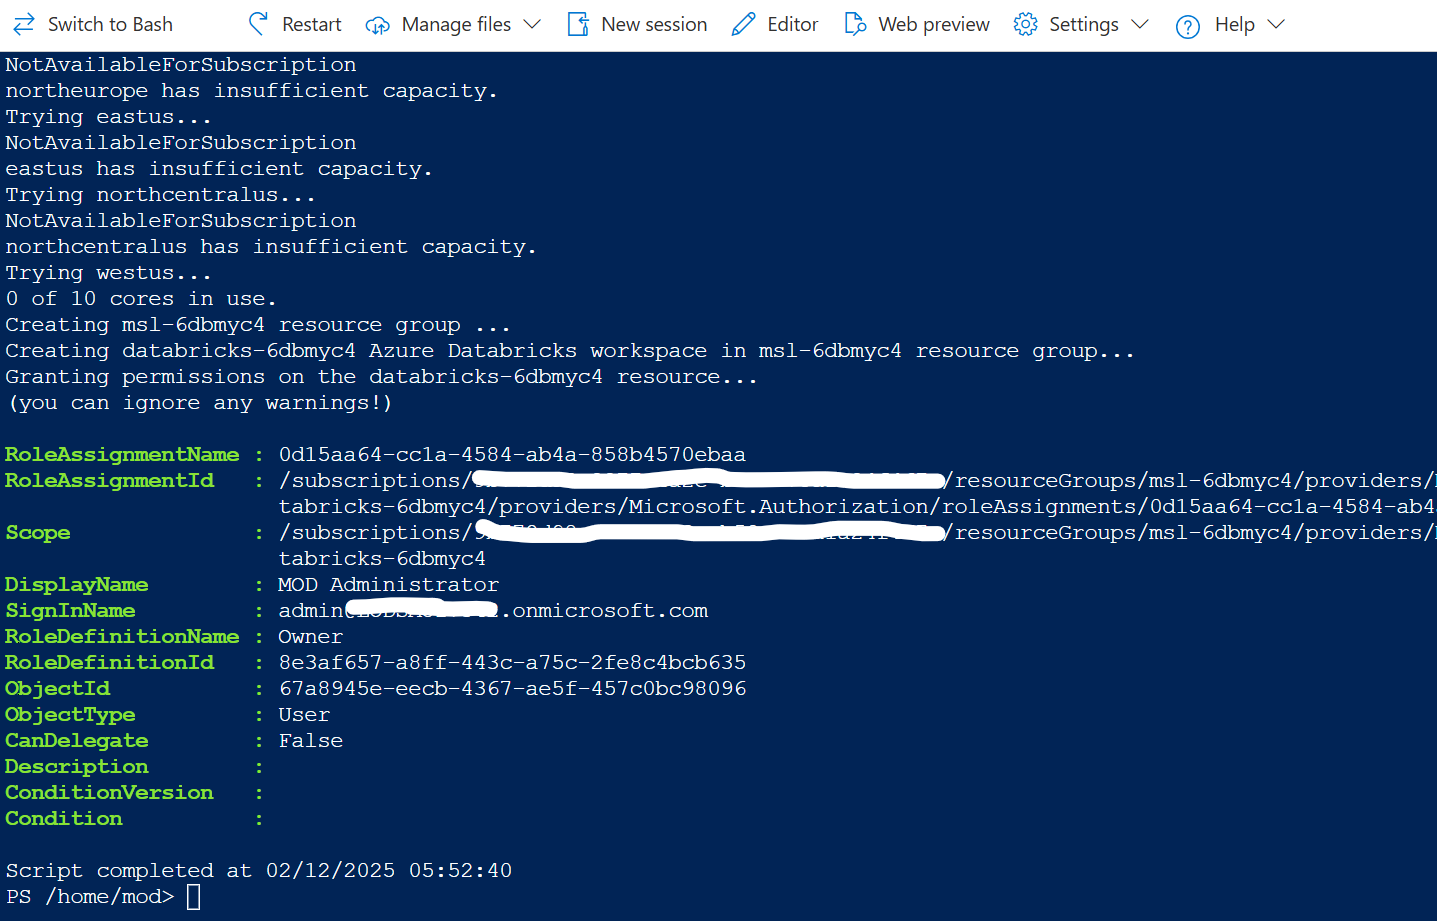 Switch to Bash Restart Manage files New session Editor Web preview Settings Help
NotAvailableForSubscription
northeurope has insufficient capacity.
Trying eastus...
NotAvailableForSubscription
eastus has insufficient capacity.
Trying northcentralus...
NotAvailableForSubscription
northcentralus has insufficient capacity.
Trying westus...
0 of 10 cores in use.
Creating msl-6dbmyc4 resource group ...
Creating databricks-6dbmyc4 Azure Databricks workspace in msl-6dbmyc4 resource group...
Granting permissions on the databricks-6dbmyc4 resource...
(you can ignore any warnings!)
RoleAssignmentName : 0d15aa64-cc1a-4584-ab4a-858b4570ebaa
RoleAssignmentId : /subscriptions/ /resourceGroups/msl-6dbmyc4/providers/
tabricks-6dbmyc4/providers/Microsoft.Authorization/roleAssignments/0d15aa64-cc1a-4584-ab4
Scope : /subscriptions/ /resourceGroups/msl-6dbmyc4/providers/
tabricks-6dbmyc4
DisplayName : MOD Administrator
SignInName : admin .onmicrosoft.com
RoleDefinitionName : Owner
RoleDefinitionId : 8e3af657-a8ff-443c-a75c-2fe8c4bcb635
ObjectId : 67a8945e-eecb-4367-ae5f-457c0bc98096
ObjectType : User
CanDelegate : False
Description :
ConditionVersion :
Condition :
Script completed at 02/12/2025 05:52:40
PS /home/mod>